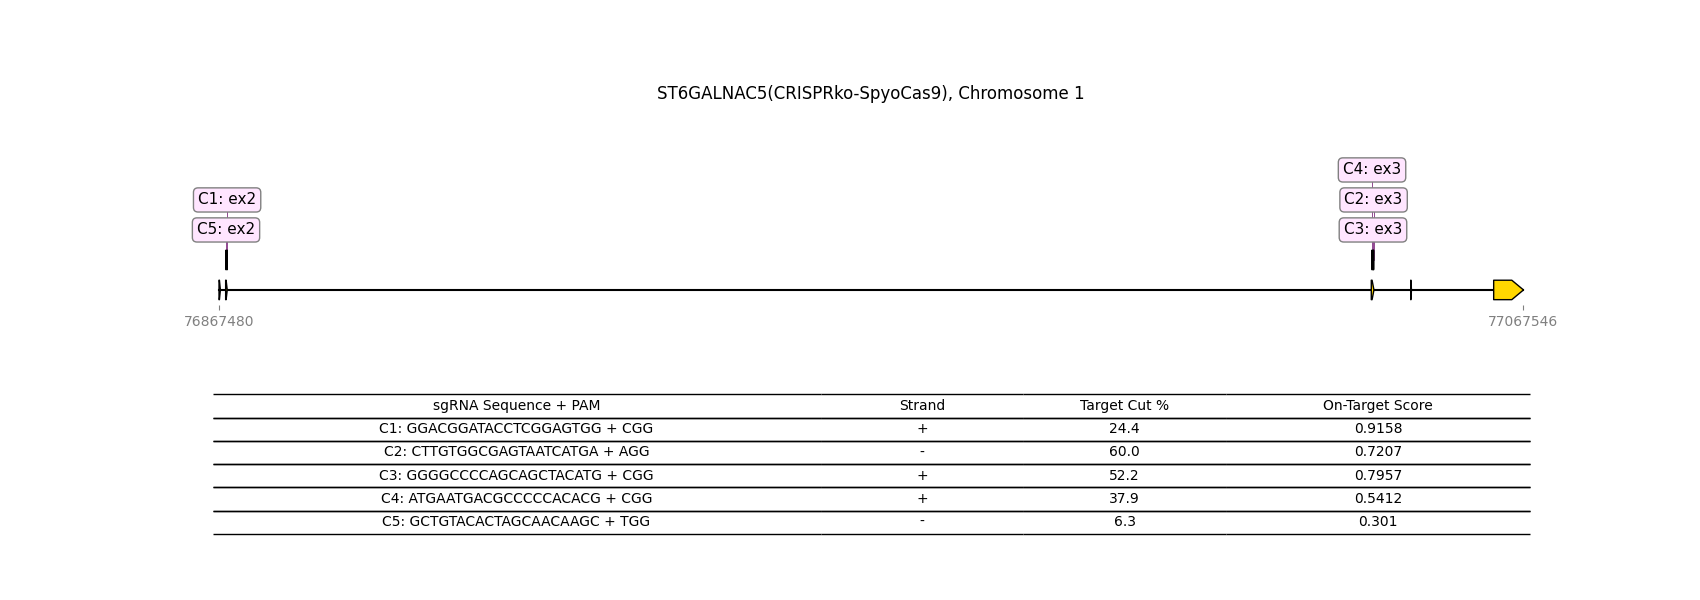 ST6GALNAC5(CRISPRko-SpyoCas9), Chromosome 1
C4: ex3
C1: ex2 C2: ex3
C5: ex2 C3: ex3
76867480 77067546
sgRNA Sequence + PAM Strand Target Cut % On-Target Score
C1: GGACGGATACCTCGGAGTGG + CGG + 24.4 0.9158
C2: CTTGTGGCGAGTAATCATGA + AGG - 60.0 0.7207
C3: GGGGCCCCAGCAGCTACATG + CGG + 52.2 0.7957
C4: ATGAATGACGCCCCCACACG + CGG + 37.9 0.5412
C5: GCTGTACACTAGCAACAAGC + TGG - 6.3 0.301